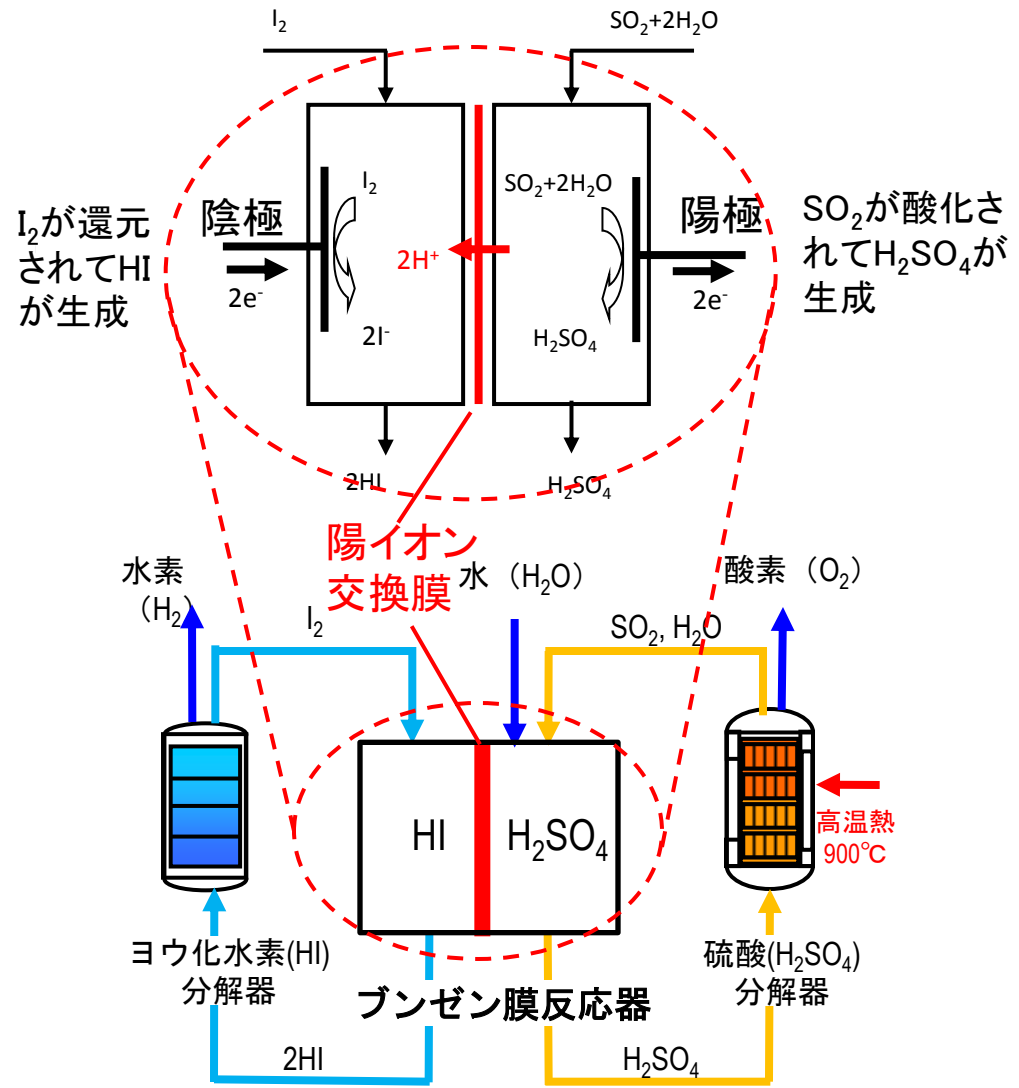 I₂
SO₂+2H₂O
I₂
SO₂+2H₂O
I₂が還元
されてHI
が生成
陰極
2e⁻
2H⁺
陽極
2e⁻
SO₂が酸化さ
れてH₂SO₄が
生成
2I⁻
H₂SO₄
2HI
H₂SO₄
陽イオン
交換膜
水素
（H₂）
I₂
水（H₂O）
SO₂, H₂O
酸素（O₂）
HI
H₂SO₄
高温熱
900℃
ヨウ化水素(HI)
分解器
硫酸(H₂SO₄)
分解器
ブンゼン膜反応器
2HI
H₂SO₄